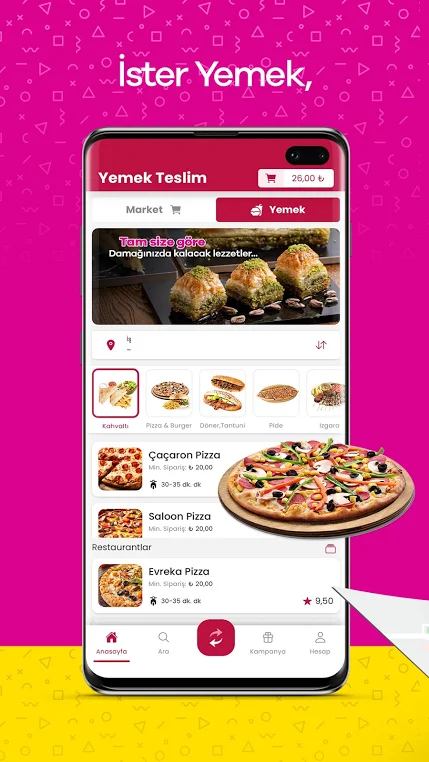 İster Yemek,
Yemek Teslim
26,00 ₺
Market
Yemek
Tam size göre
Damağınızda kalacak lezzetler...
İş
Kahvaltı
Pizza & Burger
Döner,Tantuni
Pide
Izgara
Çaçaron Pizza
Min. Sipariş: ₺ 20,00
30-35 dk. dk
Saloon Pizza
Min. Sipariş: ₺ 20,00
Restaurantlar
Evreka Pizza
Min. Sipariş: ₺ 20,00
30-35 dk. dk
9,50
Anasayfa
Ara
Kampanya
Hesap